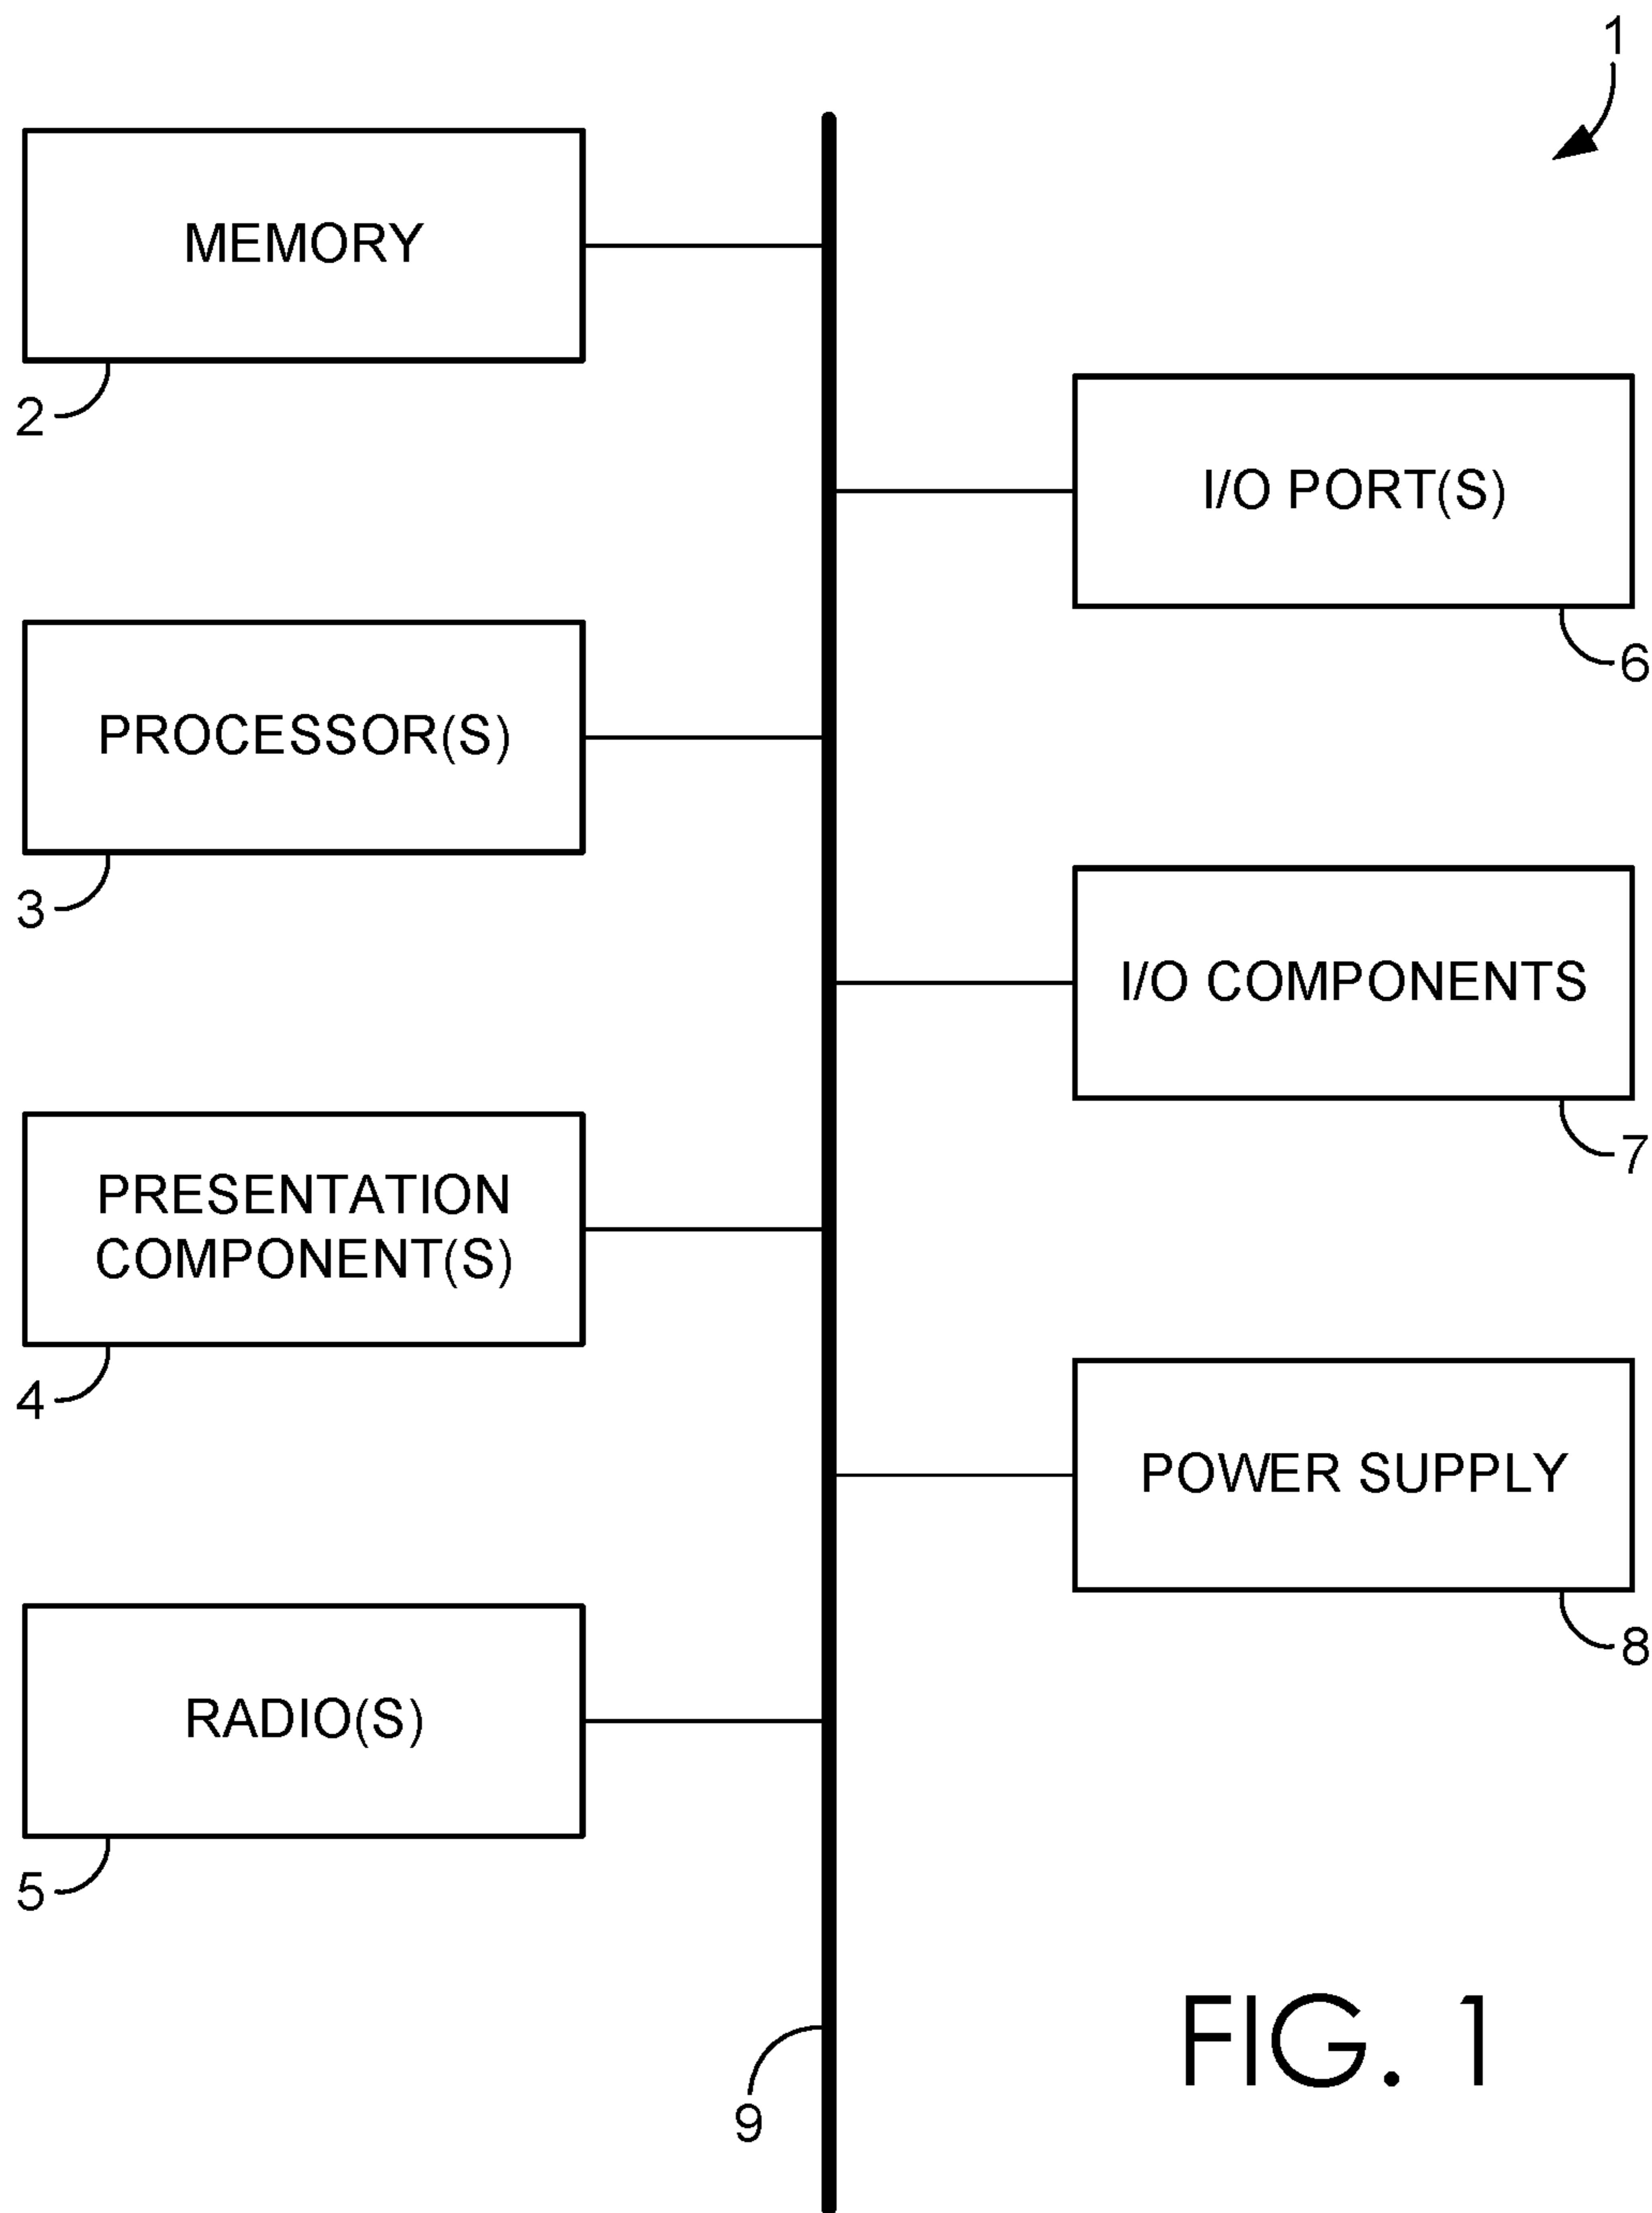 1
MEMORY
2
I/O PORT(S)
6
PROCESSOR(S)
3
I/O COMPONENTS
7
PRESENTATION
COMPONENT(S)
4
POWER SUPPLY
8
RADIO(S)
5
9
FIG. 1